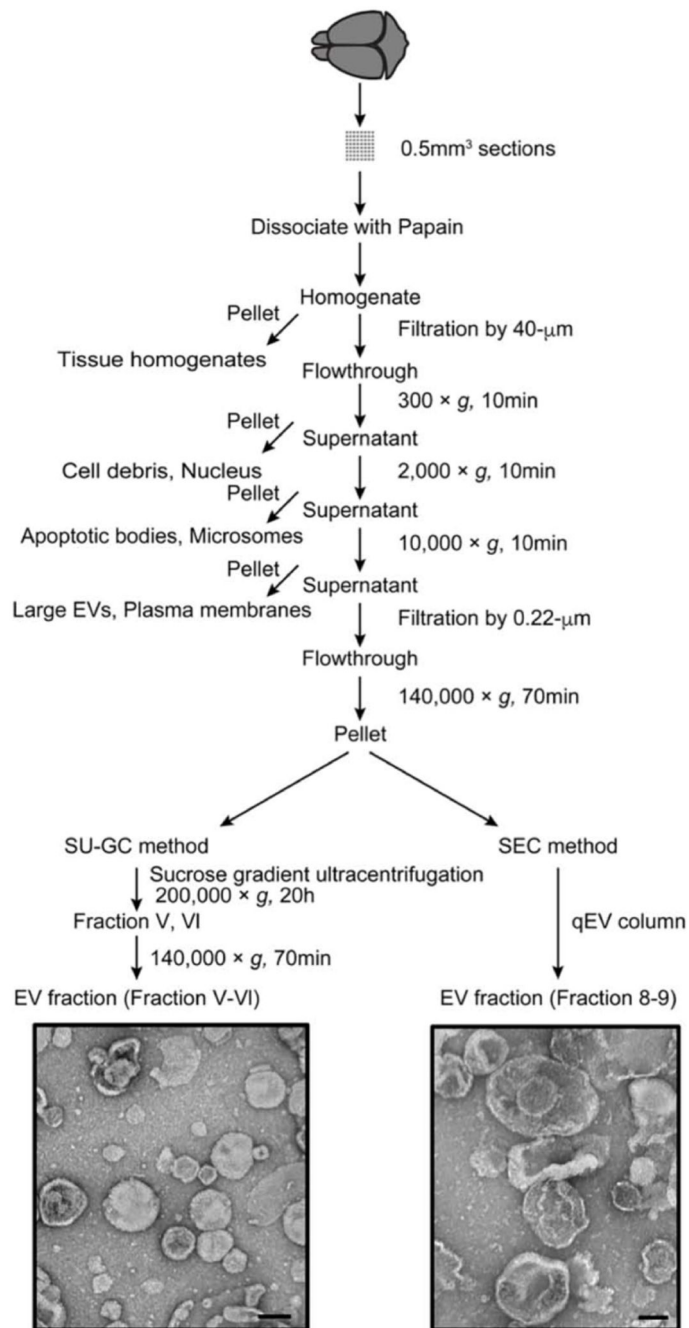 0.5mm³ sections
Dissociate with Papain
Homogenate
Pellet
Filtration by 40-μm
Tissue homogenates
Flowthrough
300 × g, 10min
Pellet
Supernatant
Cell debris, Nucleus
2,000 × g, 10min
Pellet
Supernatant
Apoptotic bodies, Microsomes
10,000 × g, 10min
Pellet
Supernatant
Large EVs, Plasma membranes
Filtration by 0.22-μm
Flowthrough
140,000 × g, 70min
Pellet
SU-GC method
SEC method
Sucrose gradient ultracentrifugation
200,000 × g, 20h
Fraction V, VI
qEV column
140,000 × g, 70min
EV fraction (Fraction V-VI)
EV fraction (Fraction 8-9)